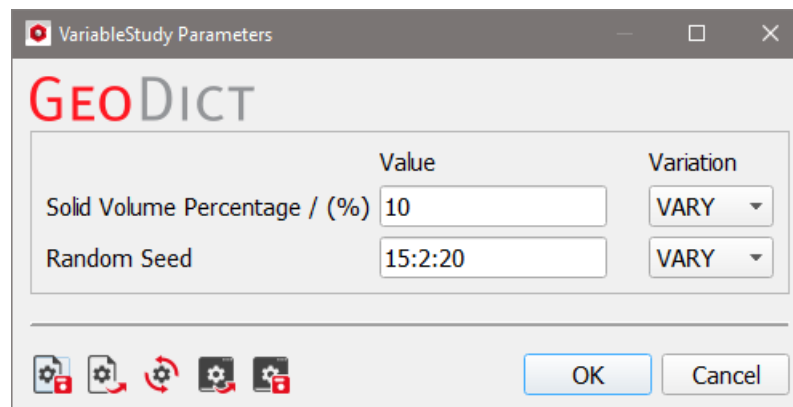 VariableStudy Parameters
GEODICT
Value Variation
Solid Volume Percentage / (%) 10 VARY
Random Seed 15:2:20 VARY
OK Cancel